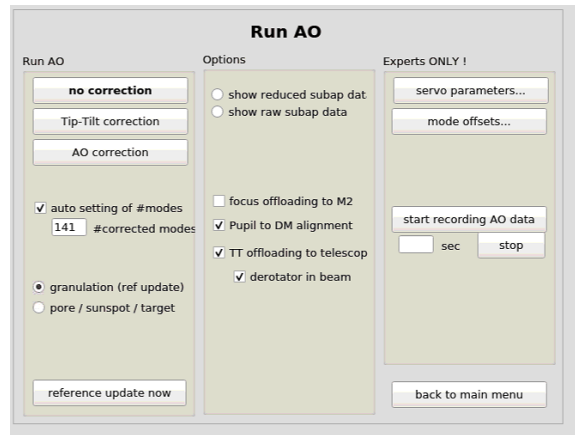 Run AO
Run AO
no correction
Tip-Tilt correction
AO correction
auto setting of #modes
141 #corrected modes
granulation (ref update)
pore / sunspot / target
reference update now
Options
show reduced subap dat
show raw subap data
focus offloading to M2
Pupil to DM alignment
TT offloading to telescop
derotator in beam
Experts ONLY !
servo parameters...
mode offsets...
start recording AO data
sec stop
back to main menu